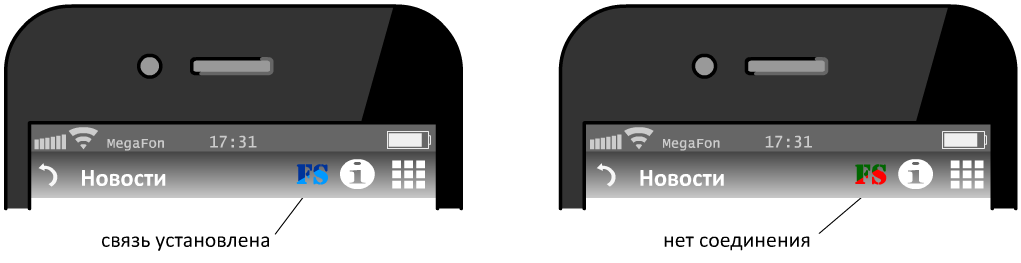 MegaFon 17:31
Новости FS i
связь установлена
MegaFon 17:31
Новости FS i
нет соединения